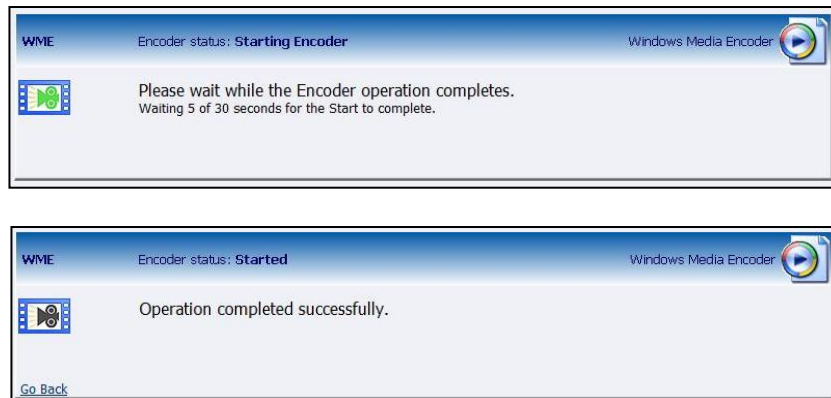 WME Encoder status: Starting Encoder Windows Media Encoder
Please wait while the Encoder operation completes.
Waiting 5 of 30 seconds for the Start to complete.
WME Encoder status: Started Windows Media Encoder
Operation completed successfully.
Go Back